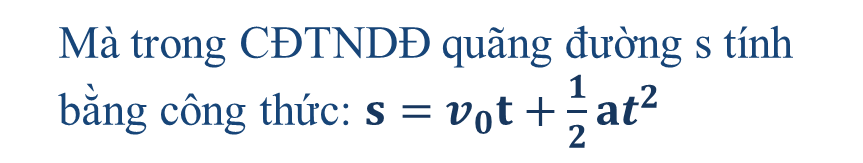 Mà trong CĐTNDĐ quãng đường s tính
bằng công thức: s = v₀t + ½at²